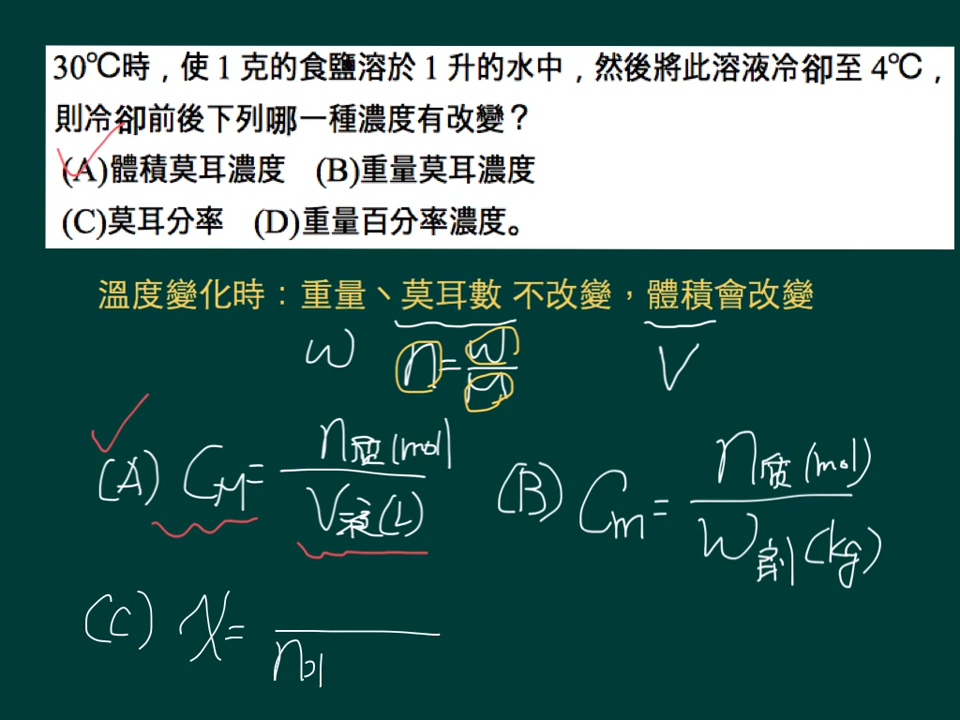 30℃時，使1克的食鹽溶於1升的水中，然後將此溶液冷卻至4℃，
則冷卻前後下列哪一種濃度有改變？
(A)體積莫耳濃度 (B)重量莫耳濃度
(C)莫耳分率 (D)重量百分率濃度。
溫度變化時：重量、莫耳數 不改變，體積會改變
W n=W/M V
(A) CM= n質(mol)/V液(L) (B) Cm= n质(mol)/W剂(kg)
(C) X= n